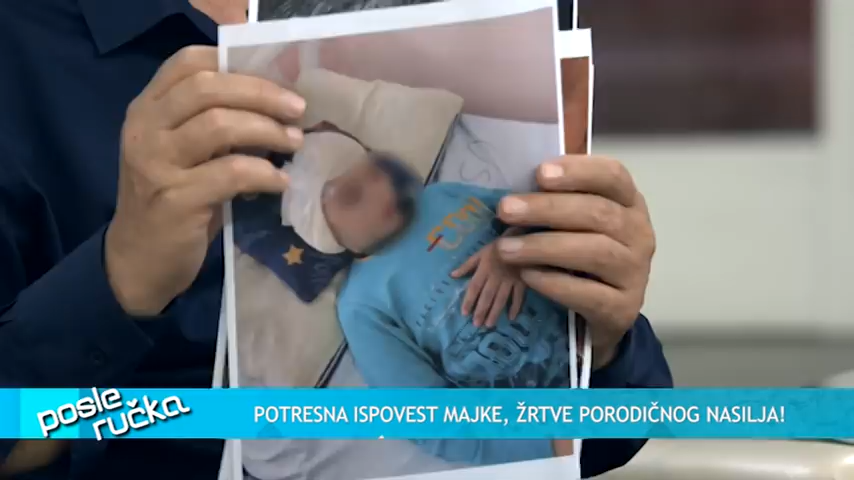 posle
ručka
POTRESNA ISPOVEST MAJKE, ŽRTVE PORODIČNOG NASILJA!